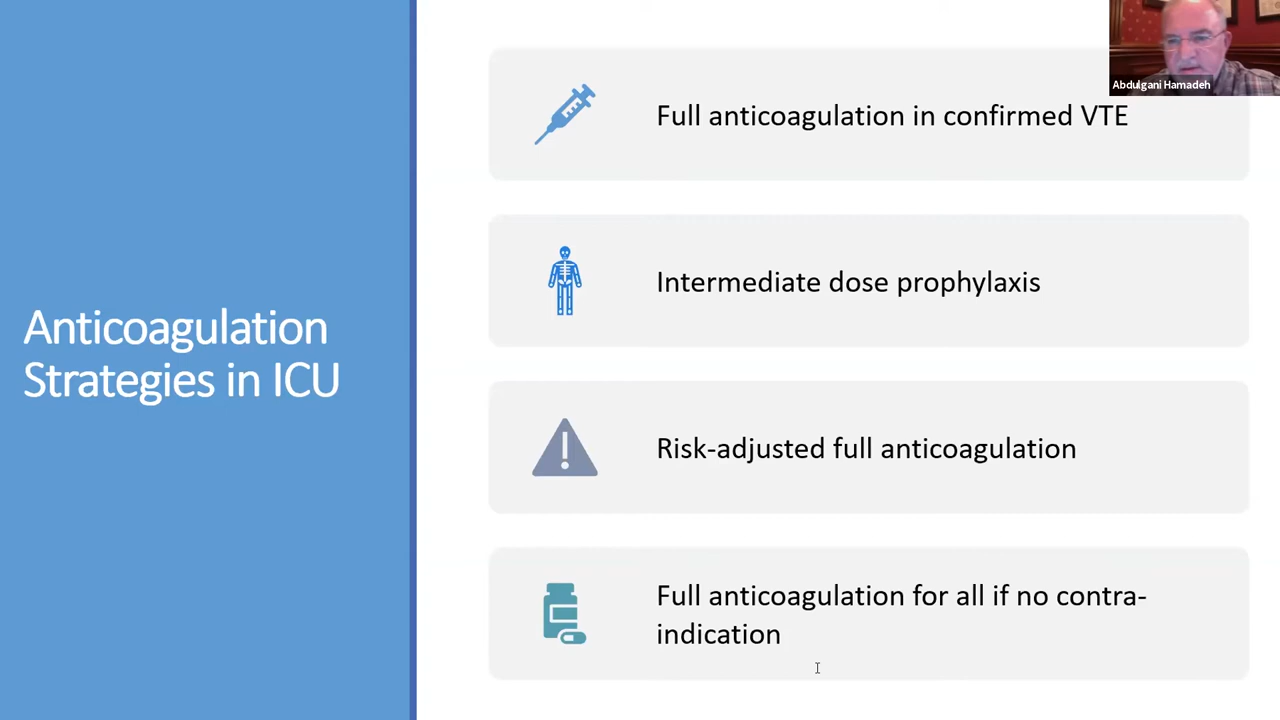 Abdulgani Hamadeh
Anticoagulation
Strategies in ICU
Full anticoagulation in confirmed VTE
Intermediate dose prophylaxis
Risk-adjusted full anticoagulation
Full anticoagulation for all if no contra-
indication